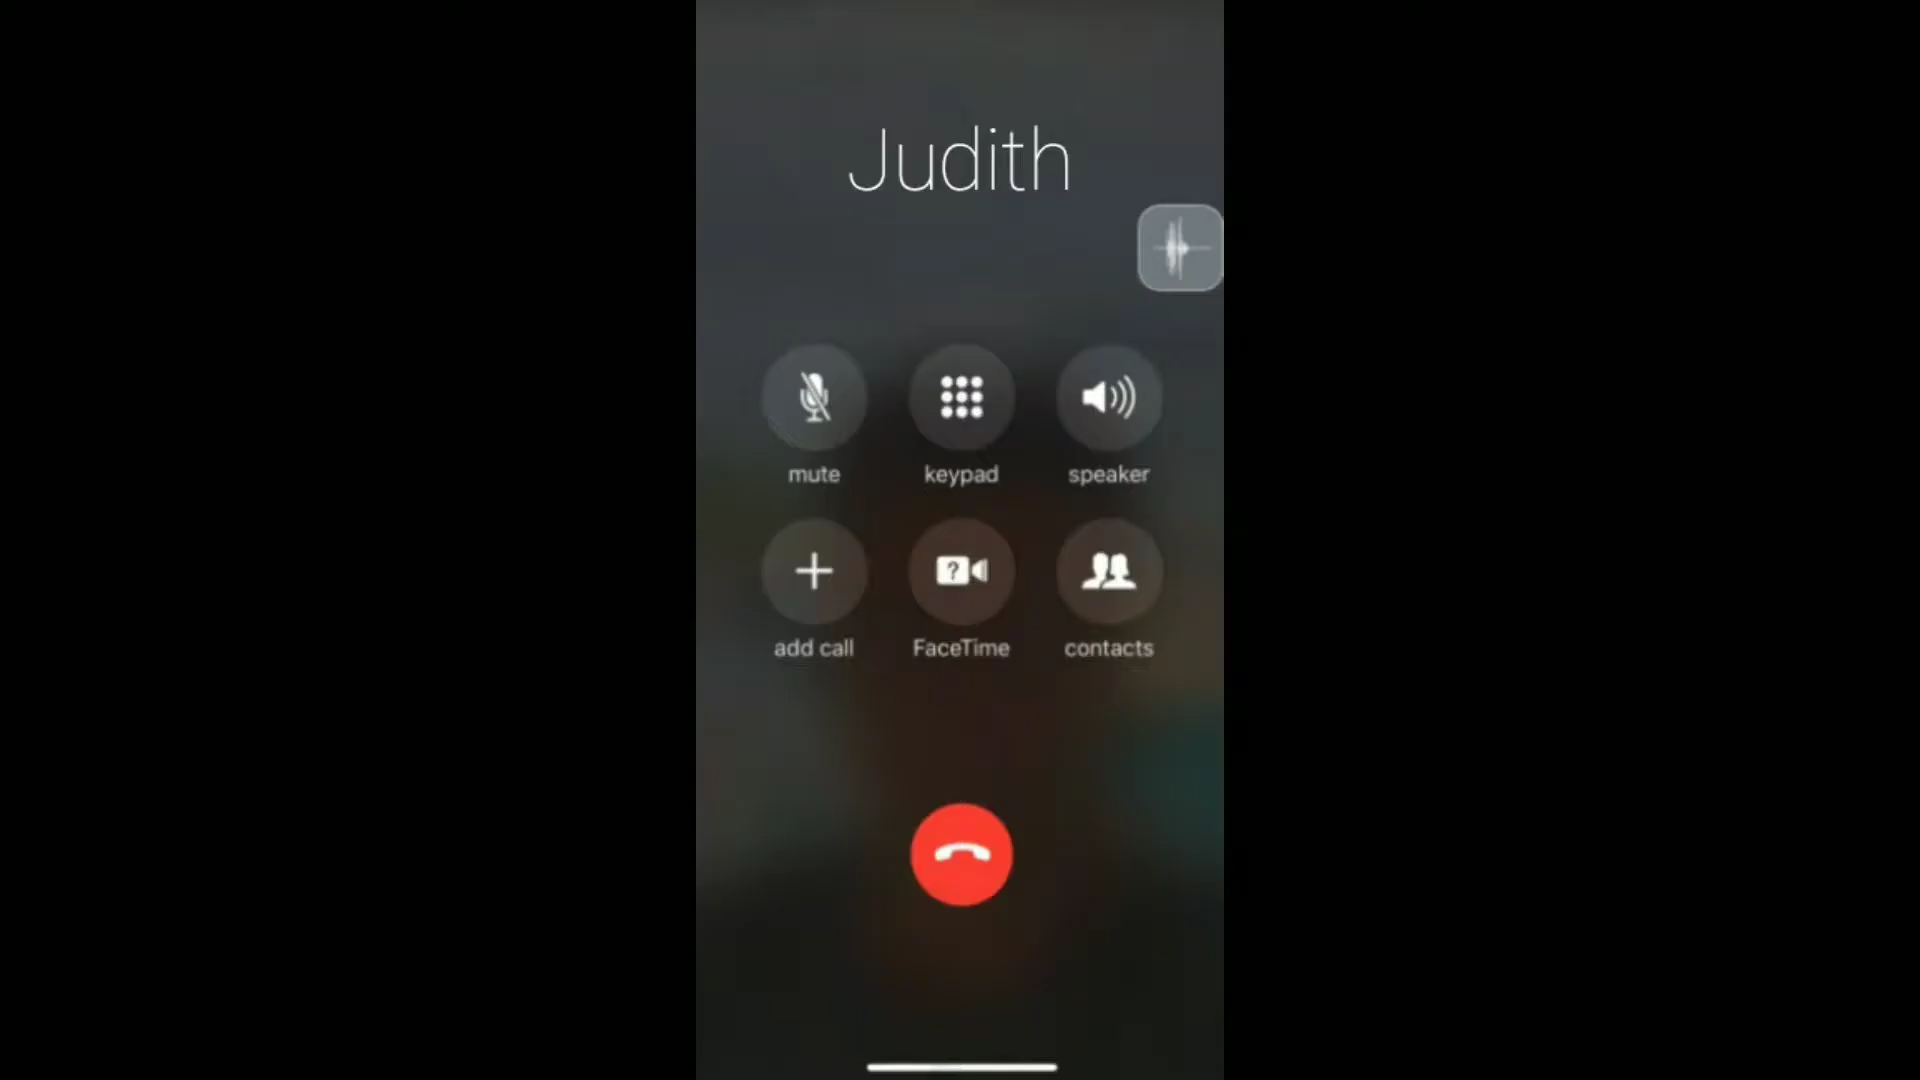 Judith
mute
keypad
speaker
?
add call
FaceTime
contacts